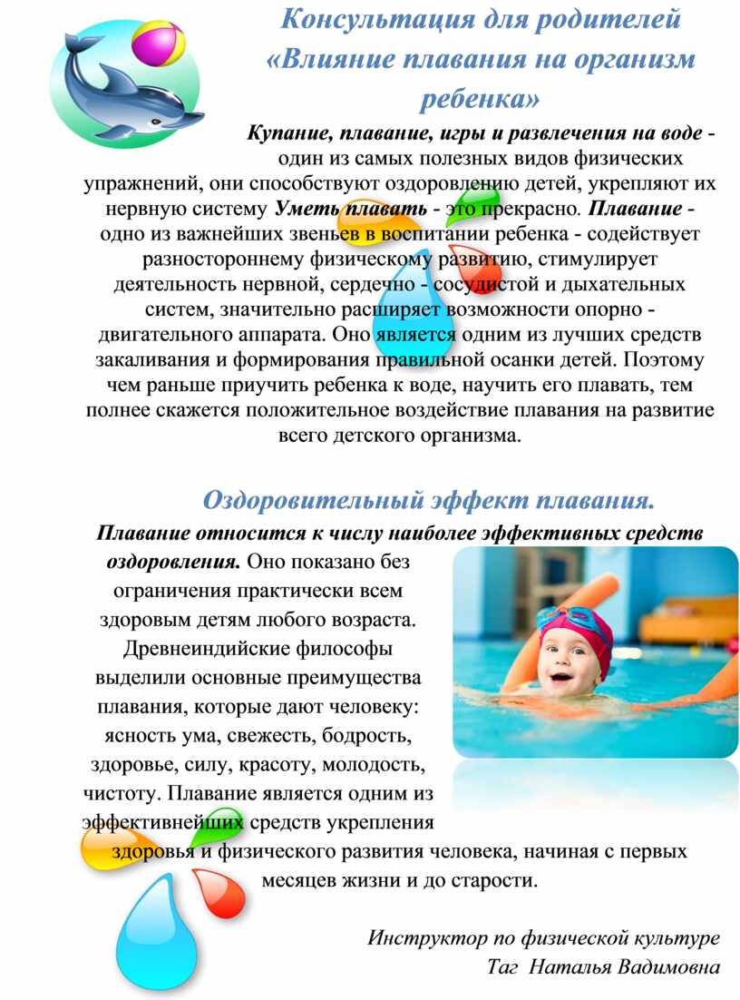 Консультация для родителей
«Влияние плавания на организм
ребенка»
Купание, плавание, игры и развлечения на воде -
один из самых полезных видов физических
упражнений, они способствуют оздоровлению детей, укрепляют их
нервную систему Уметь плавать - это прекрасно. Плавание -
одно из важнейших звеньев в воспитании ребенка - содействует
разностороннему физическому развитию, стимулирует
деятельность нервной, сердечно - сосудистой и дыхательных
систем, значительно расширяет возможности опорно -
двигательного аппарата. Оно является одним из лучших средств
закаливания и формирования правильной осанки детей. Поэтому
чем раньше приучить ребенка к воде, научить его плавать, тем
полнее скажется положительное воздействие плавания на развитие
всего детского организма.
Оздоровительный эффект плавания.
Плавание относится к числу наиболее эффективных средств
оздоровления. Оно показано без
ограничения практически всем
здоровым детям любого возраста.
Древнеиндийские философы
выделили основные преимущества
плавания, которые дают человеку:
ясность ума, свежесть, бодрость,
здоровье, силу, красоту, молодость,
чистоту. Плавание является одним из
эффективнейших средств укрепления
здоровья и физического развития человека, начиная с первых
месяцев жизни и до старости.
Инструктор по физической культуре
Таг  Наталья Вадимовна